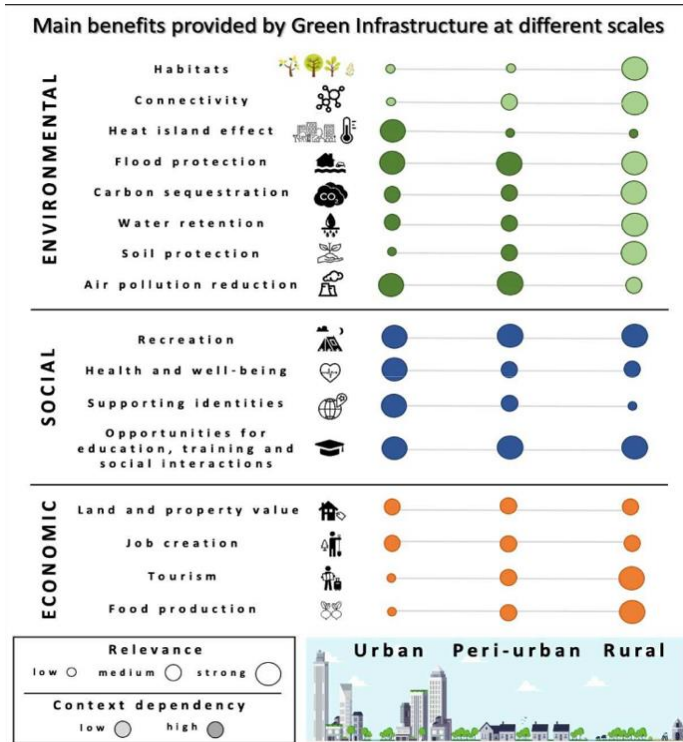 Main benefits provided by Green Infrastructure at different scales
ENVIRONMENTAL
Habitats
Connectivity
Heat island effect
Flood protection
Carbon sequestration
CO2
Water retention
Soil protection
Air pollution reduction
SOCIAL
Recreation
Health and well-being
Supporting identities
Opportunities for
education, training and
social interactions
ECONOMIC
Land and property value
Job creation
Tourism
Food production
Relevance
low medium strong
Context dependency
low high
Urban Peri-urban Rural